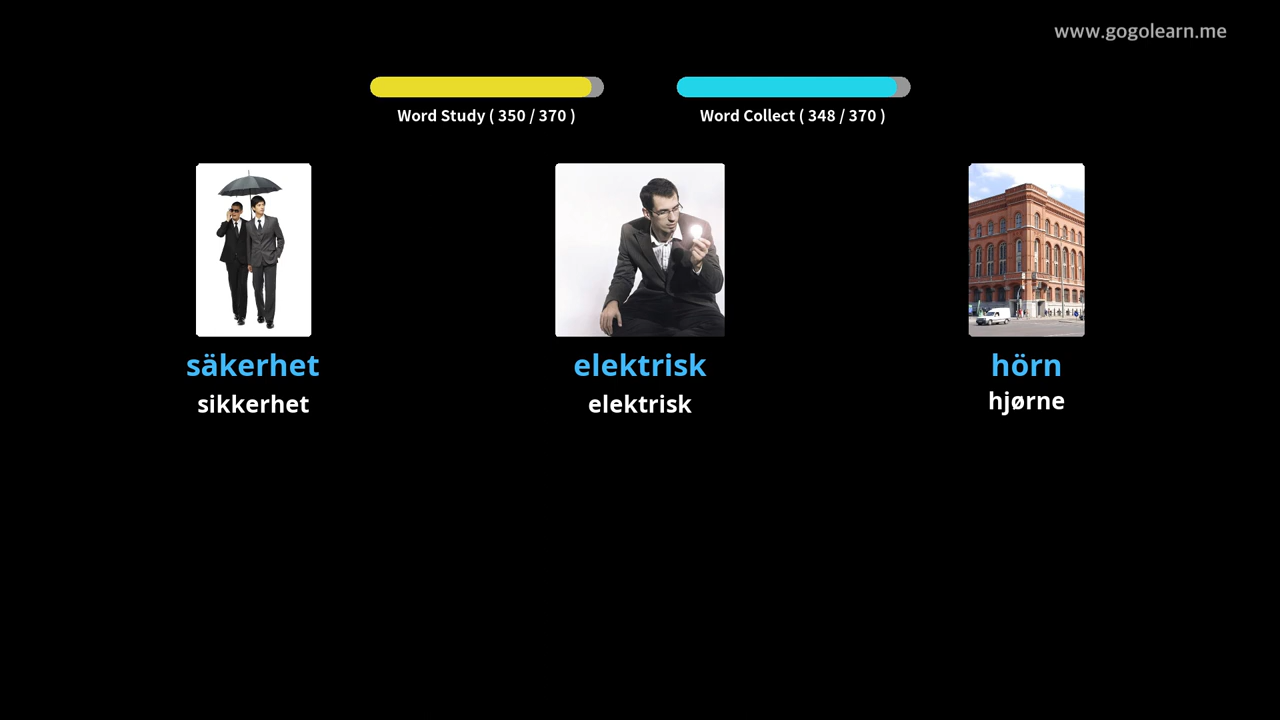 www.gogolearn.me
Word Study ( 350 / 370 )
Word Collect ( 348 / 370 )
säkerhet
elektrisk
hörn
sikkerhet
elektrisk
hjørne